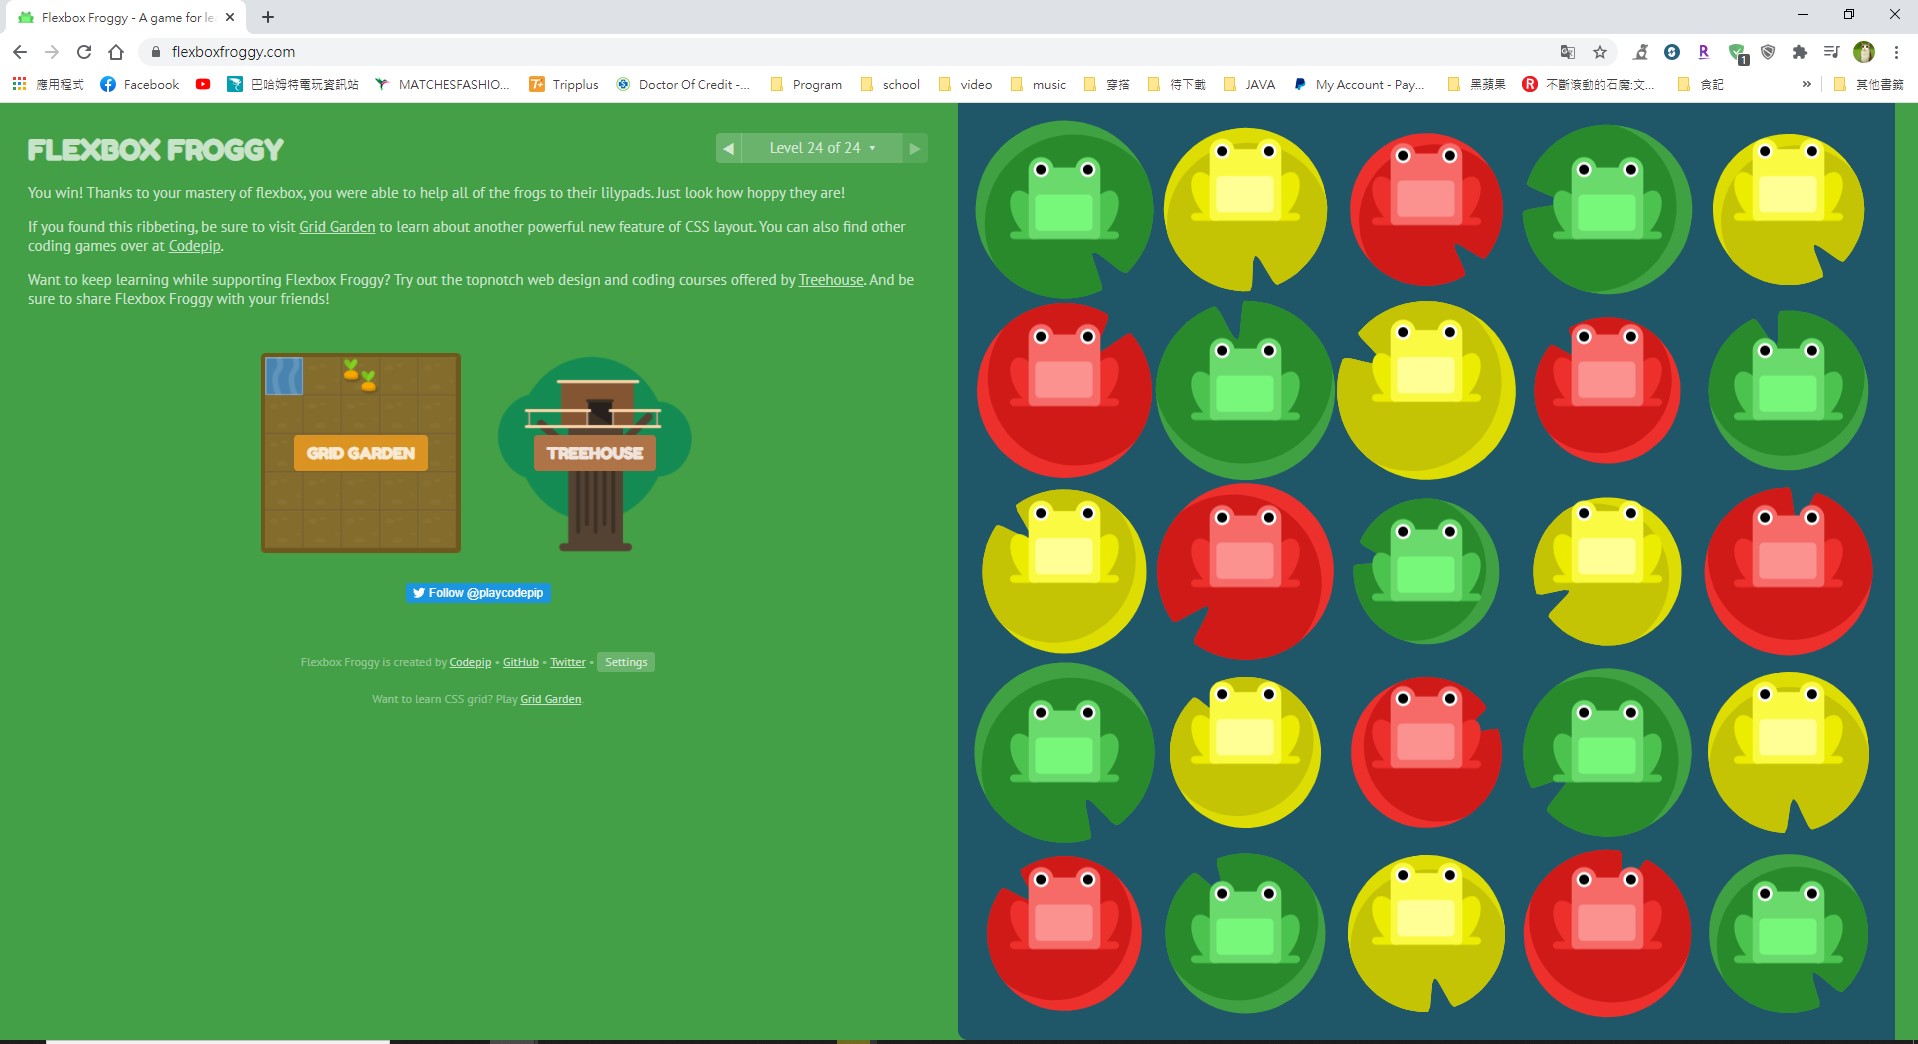 Flexbox Froggy - A game for le
flexboxfroggy.com
1
應用程式 Facebook 巴哈姆特電玩資訊站 MATCHESFASHIO... Tripplus Doctor Of Credit -... Program school video music 穿搭 待下載 JAVA My Account - Pay... 黑蘋果 不斷滾動的石魔:文... 食記 » 其他書籤
FLEXBOX FROGGY
Level 24 of 24
You win! Thanks to your mastery of flexbox, you were able to help all of the frogs to their lilypads. Just look how hoppy they are!
If you found this ribbeting, be sure to visit Grid Garden to learn about another powerful new feature of CSS layout. You can also find other
coding games over at Codepip.
Want to keep learning while supporting Flexbox Froggy? Try out the topnotch web design and coding courses offered by Treehouse. And be
sure to share Flexbox Froggy with your friends!
GRID GARDEN
TREEHOUSE
Follow @playcodepip
Flexbox Froggy is created by Codepip • GitHub • Twitter • Settings
Want to learn CSS grid? Play Grid Garden.